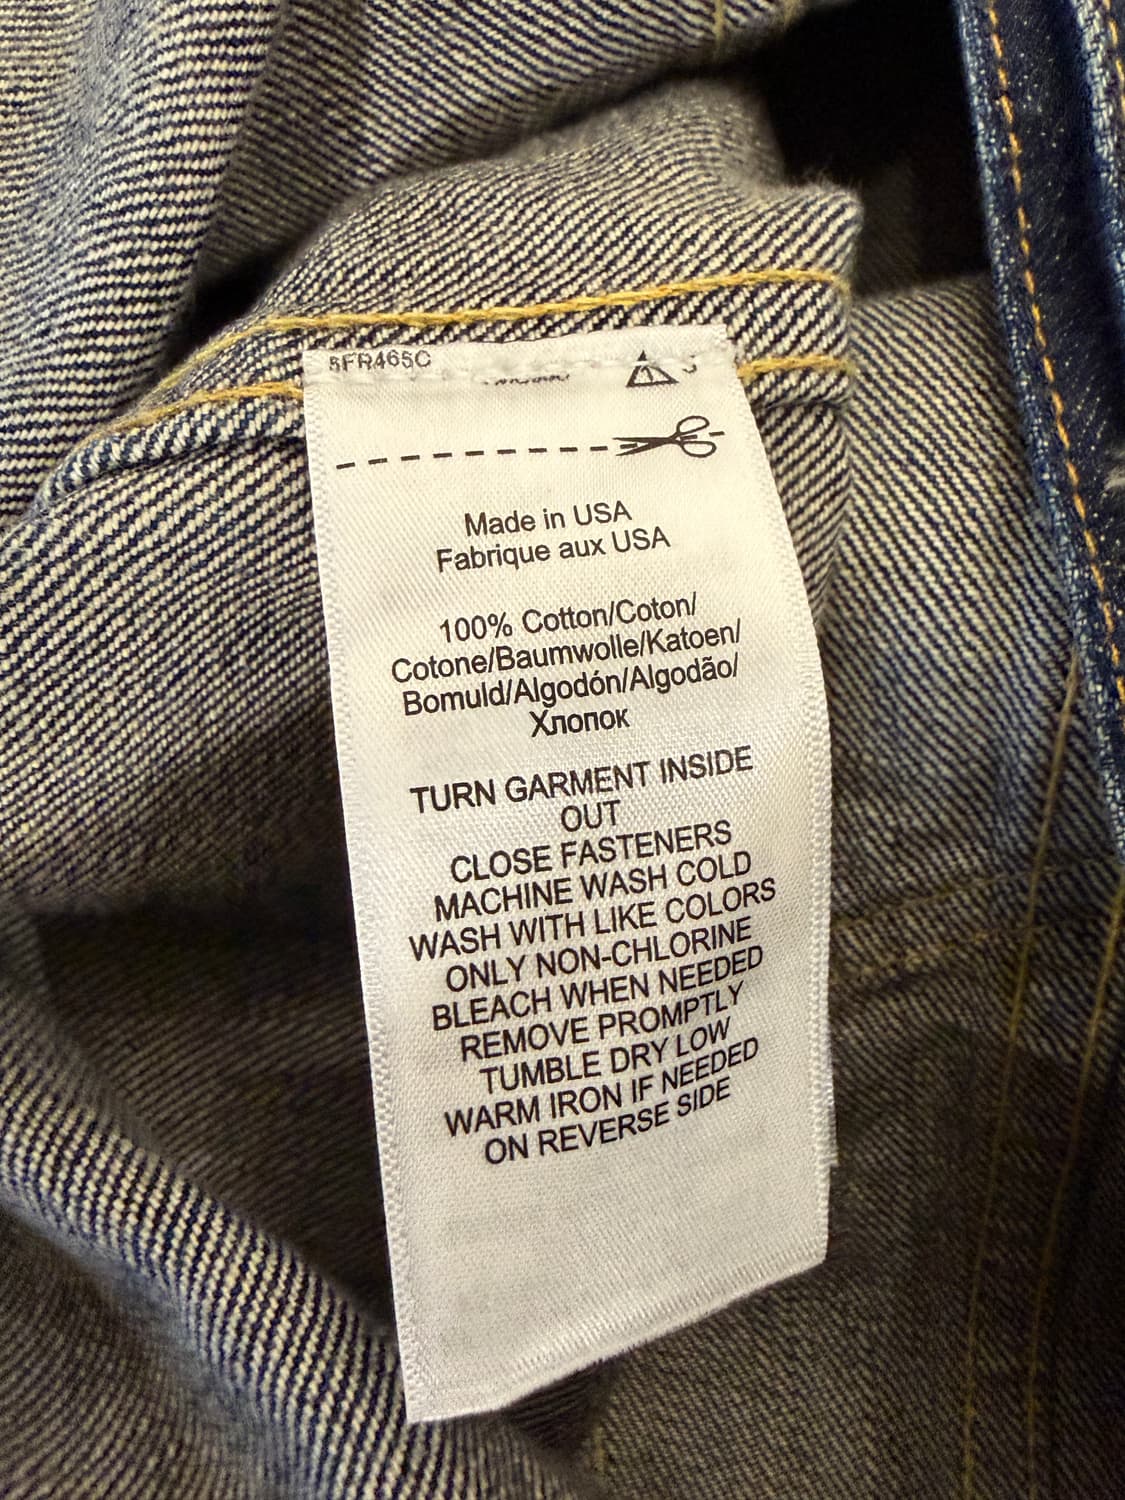 Made in USA
Fabrique aux USA
100% Cotton/Coton/
Cotone/Baumwolle/Katoen/
Bomuld/Algodón/Algodão/
Хлопок
TURN GARMENT INSIDE
OUT
CLOSE FASTENERS
MACHINE WASH COLD
WASH WITH LIKE COLORS
ONLY NON-CHLORINE
BLEACH WHEN NEEDED
REMOVE PROMPTLY
TUMBLE DRY LOW
WARM IRON IF NEEDED
ON REVERSE SIDE